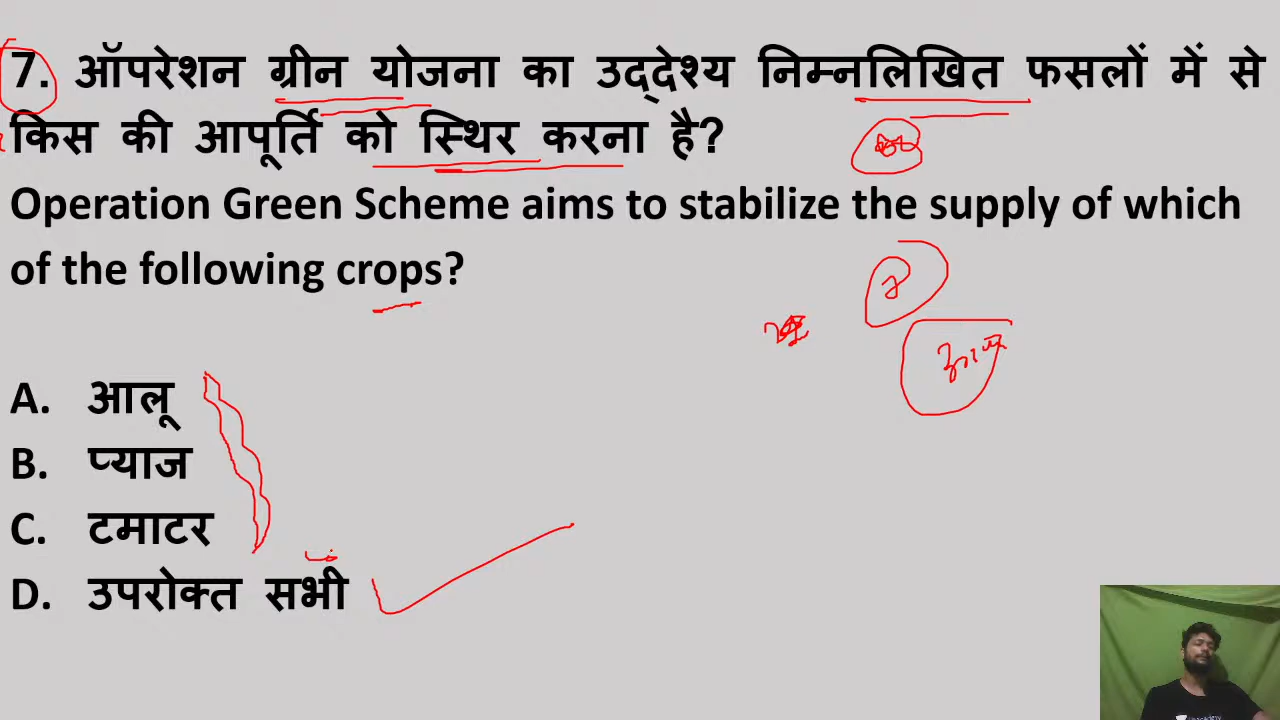 7. ऑपरेशन ग्रीन योजना का उद्देश्य निम्नलिखित फसलों में से
किस की आपूर्ति को स्थिर करना है?
Operation Green Scheme aims to stabilize the supply of which
of the following crops?
A. आलू
B. प्याज
C. टमाटर
D. उपरोक्त सभी